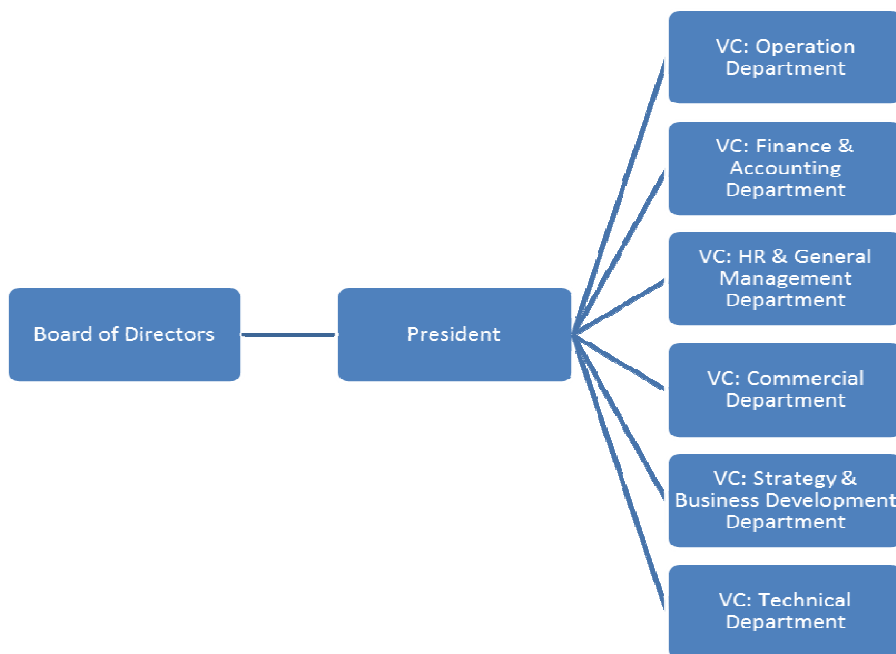 Board of Directors
President
VC: Operation
Department
VC: Finance &
Accounting
Department
VC: HR & General
Management
Department
VC: Commercial
Department
VC: Strategy &
Business Development
Department
VC: Technical
Department